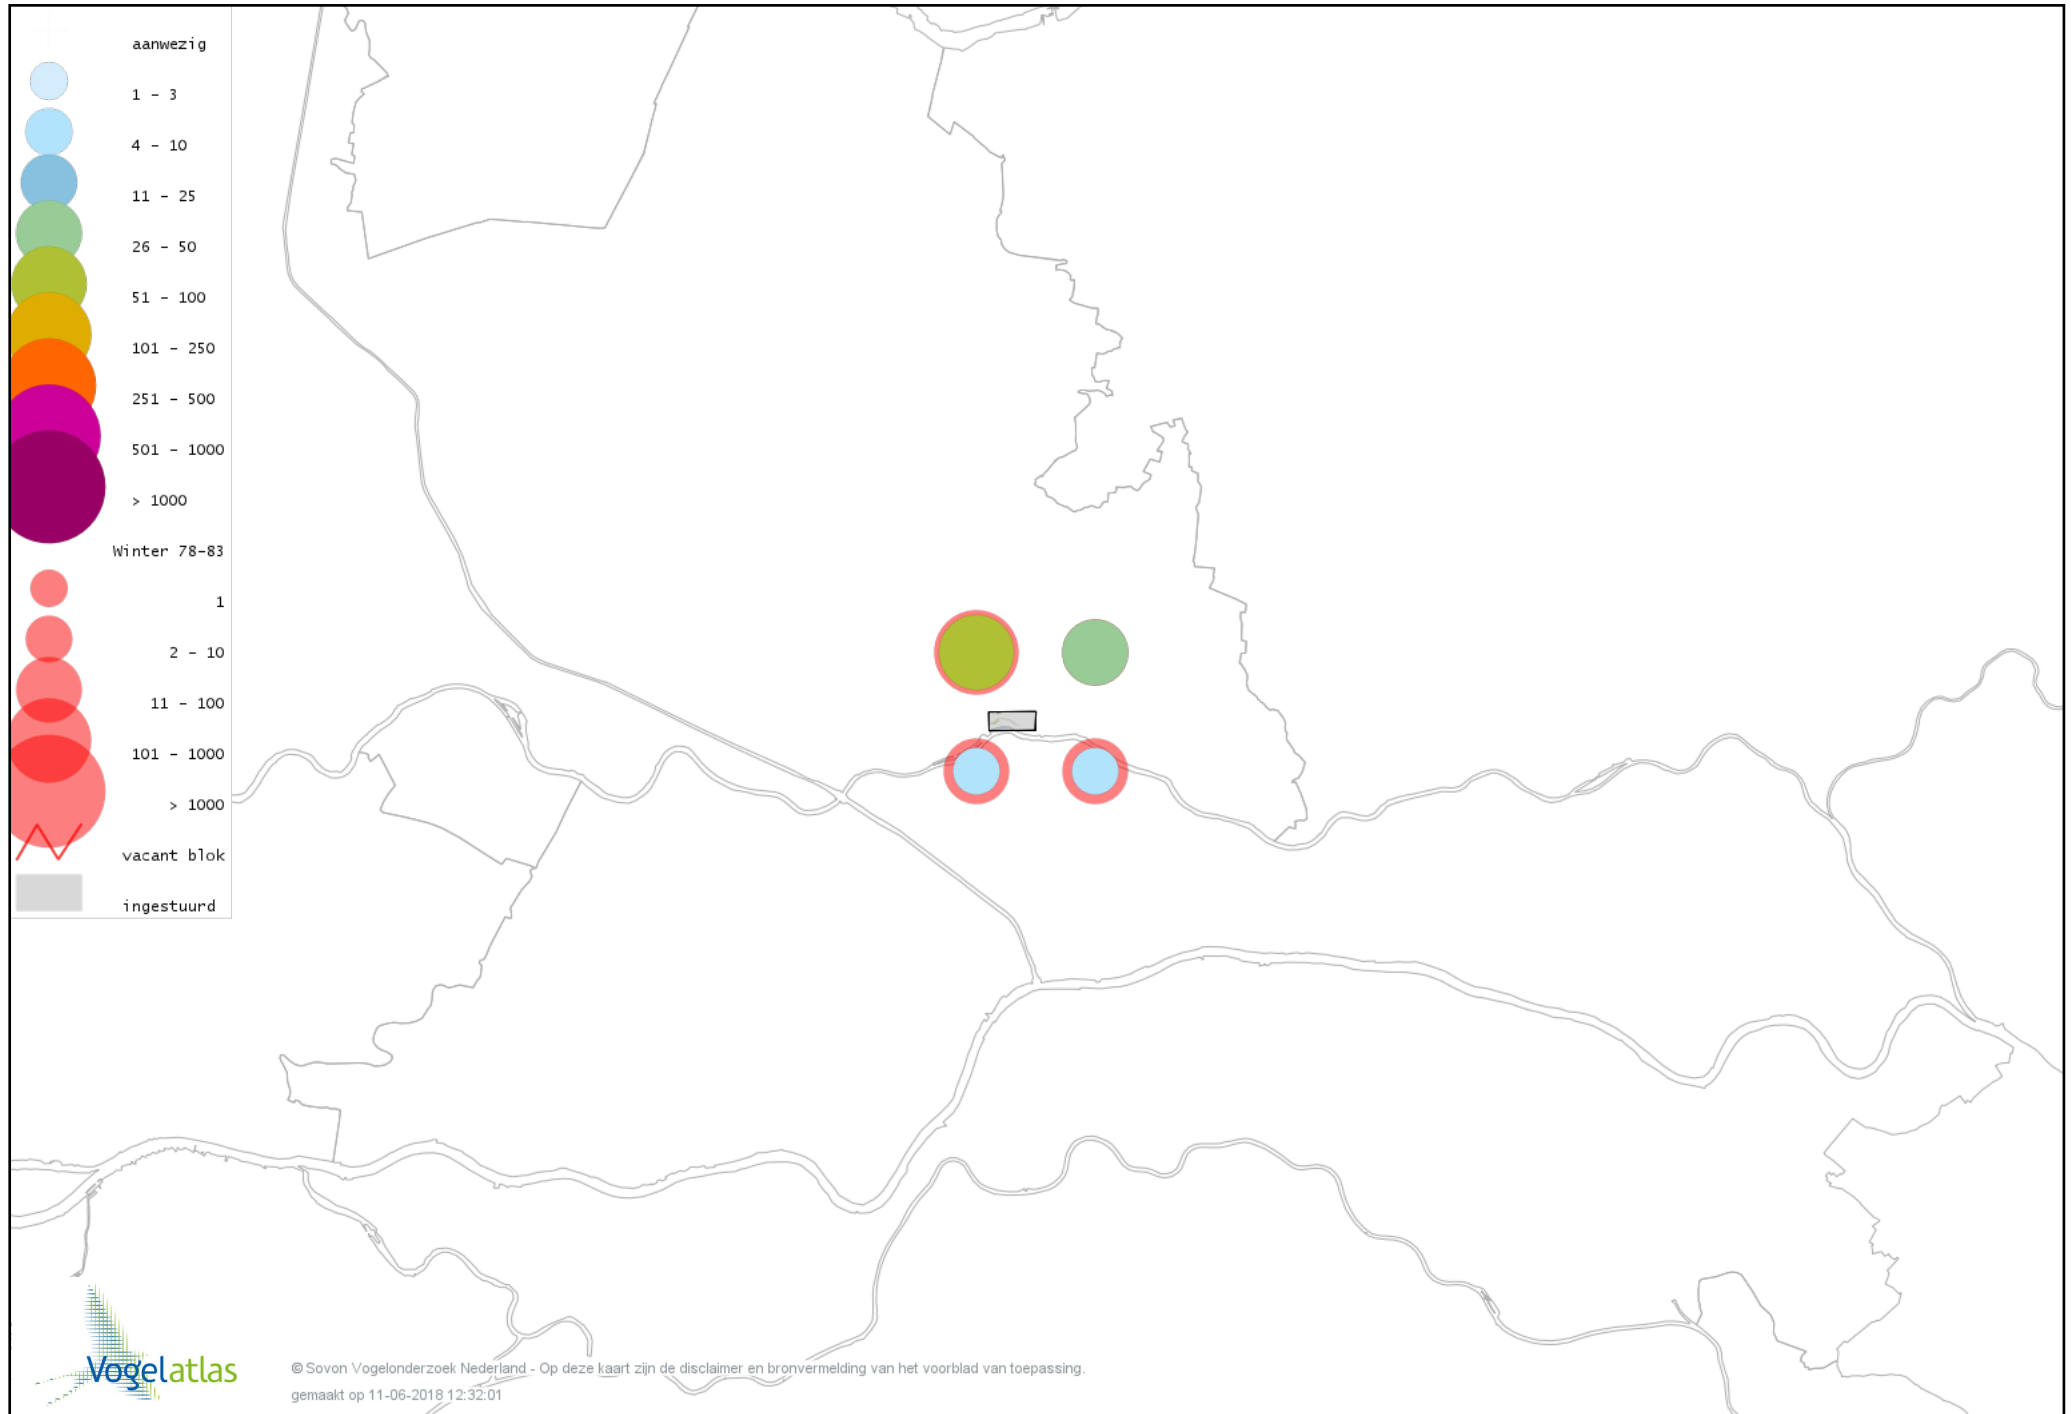 aanwezig
1 - 3
4 - 10
11 - 25
26 - 50
51 - 100
101 - 250
251 - 500
501 - 1000
> 1000
Winter 78-83
1
2 - 10
11 - 100
101 - 1000
> 1000
vacant blok
ingestuurd
Vogelatlas
© Sovon Vogelonderzoek Nederland - Op deze kaart zijn de disclaimer en bronvermelding van het voorblad van toepassing.
gemaakt op 11-06-2018 12:32:01